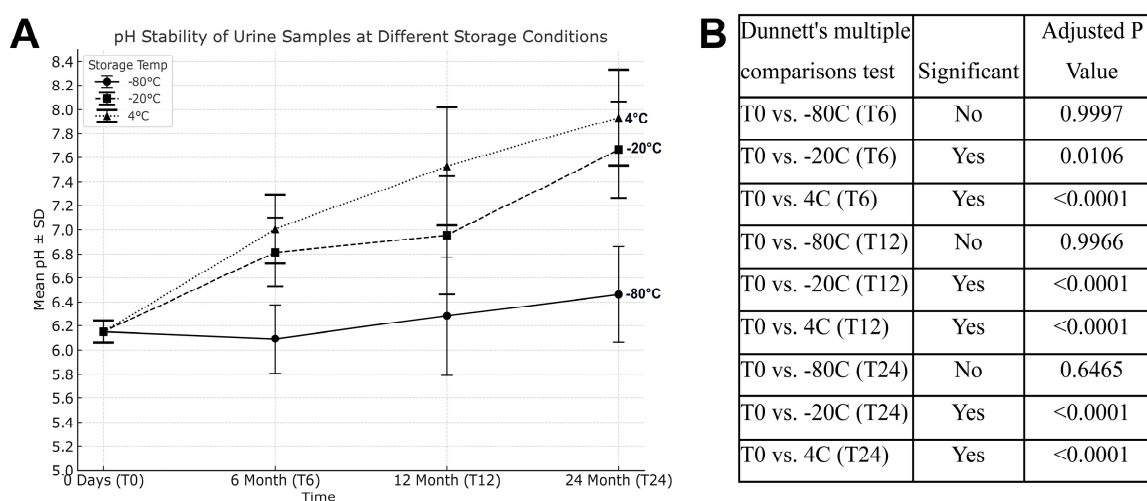 A
pH Stability of Urine Samples at Different Storage Conditions
Storage Temp
-80°C
-20°C
4°C
Mean pH ± SD
8.4
8.2
8.0
7.8
7.6
7.4
7.2
7.0
6.8
6.6
6.4
6.2
6.0
5.8
5.6
5.4
5.2
5.0
4°C
-20°C
-80°C
0 Days (T0) 6 Month (T6) 12 Month (T12) 24 Month (T24)
Time
B
Dunnett's multiple comparisons test Significant Adjusted P Value
T0 vs. -80C (T6) No 0.9997
T0 vs. -20C (T6) Yes 0.0106
T0 vs. 4C (T6) Yes <0.0001
T0 vs. -80C (T12) No 0.9966
T0 vs. -20C (T12) Yes <0.0001
T0 vs. 4C (T12) Yes <0.0001
T0 vs. -80C (T24) No 0.6465
T0 vs. -20C (T24) Yes <0.0001
T0 vs. 4C (T24) Yes <0.0001